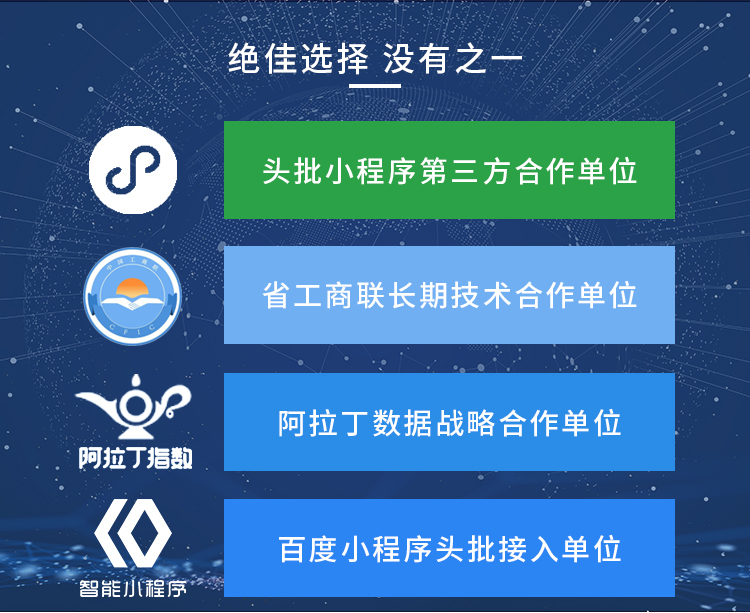 绝佳选择 没有之一
头批小程序第三方合作单位
中国工商联
CFIC
省工商联长期技术合作单位
阿拉丁指数
阿拉丁数据战略合作单位
智能小程序
百度小程序头批接入单位